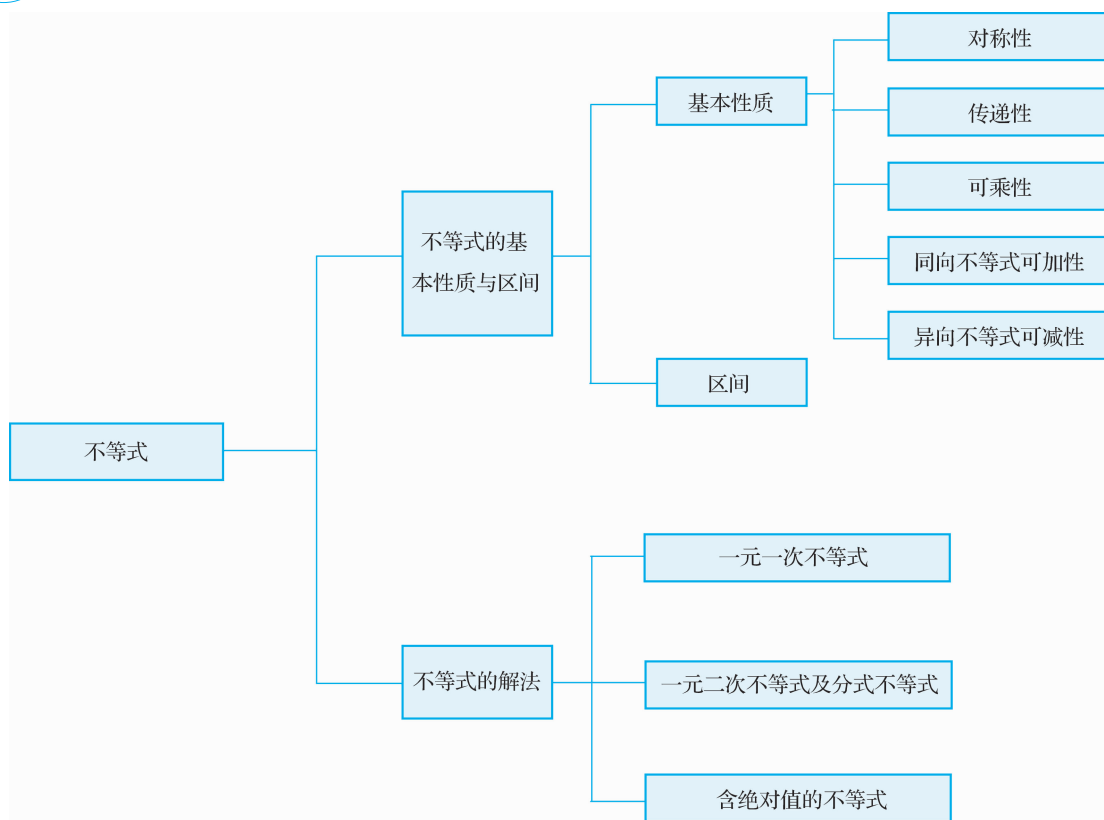 不等式
不等式的基
本性质与区间
基本性质
对称性
传递性
可乘性
同向不等式可加性
异向不等式可减性
区间
不等式的解法
一元一次不等式
一元二次不等式及分式不等式
含绝对值的不等式